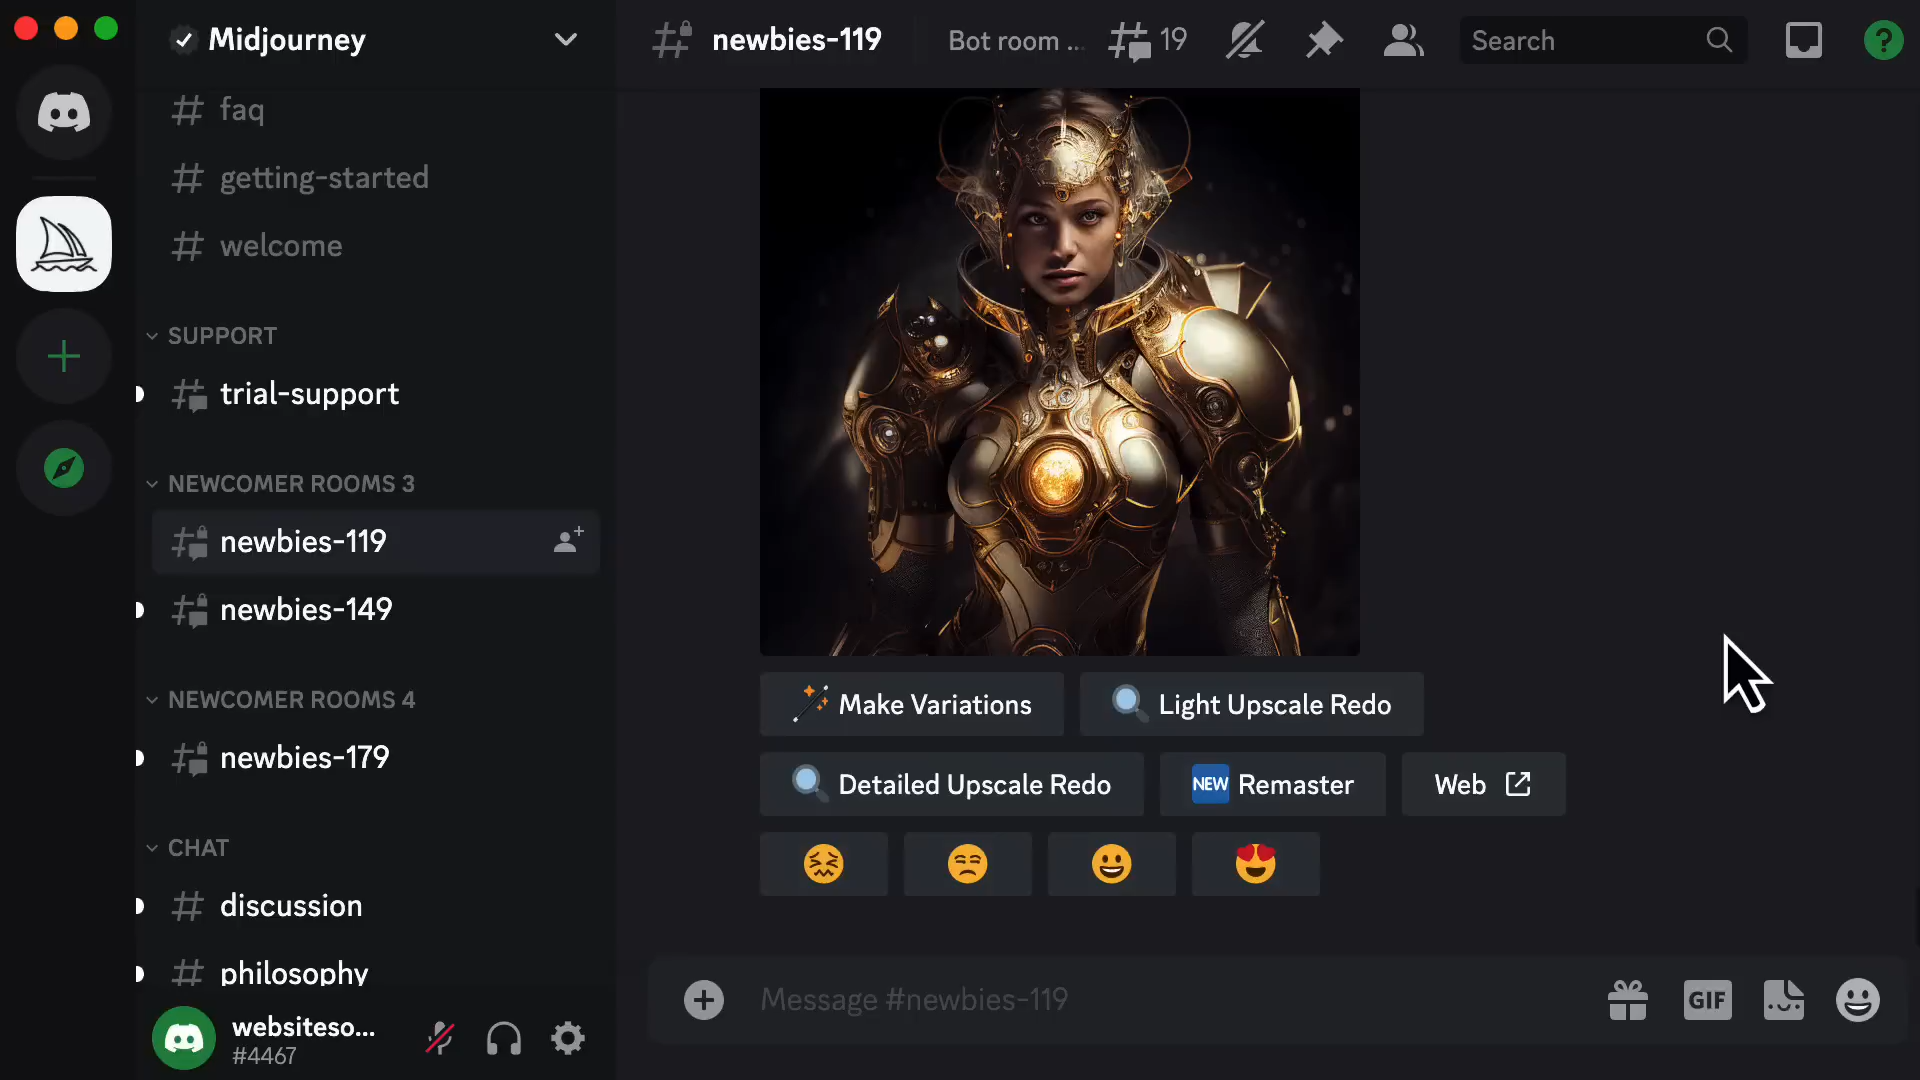 Midjourney
faq
getting-started
welcome
SUPPORT
trial-support
NEWCOMER ROOMS 3
newbies-119
newbies-149
NEWCOMER ROOMS 4
newbies-179
CHAT
discussion
philosophy
websiteso...
#4467
newbies-119
Bot room ...
19
Search
?
Make Variations
Light Upscale Redo
Detailed Upscale Redo
NEW Remaster
Web
Message #newbies-119
GIF